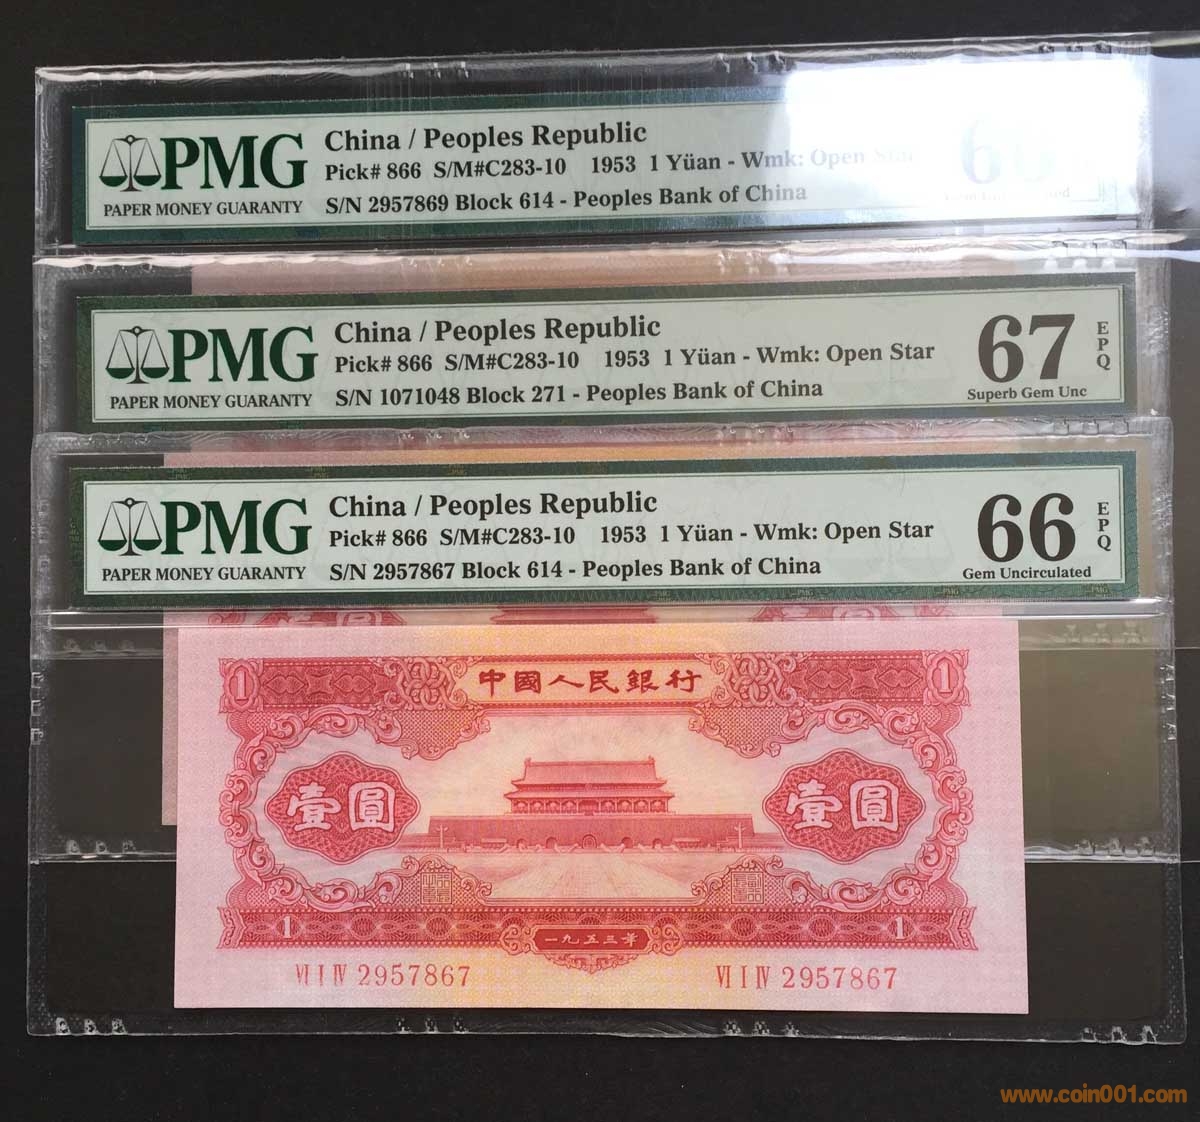 PMG
PAPER MONEY GUARANTY
China / Peoples Republic
Pick# 866 S/M#C283-10 1953 1 Yüan - Wmk: Open Star
S/N 2957869 Block 614 - Peoples Bank of China
PMG
PAPER MONEY GUARANTY
China / Peoples Republic
Pick# 866 S/M#C283-10 1953 1 Yüan - Wmk: Open Star
S/N 1071048 Block 271 - Peoples Bank of China
67
EPQ
Superb Gem Unc
PMG
PAPER MONEY GUARANTY
China / Peoples Republic
Pick# 866 S/M#C283-10 1953 1 Yüan - Wmk: Open Star
S/N 2957867 Block 614 - Peoples Bank of China
66
EPQ
Gem Uncirculated
1 中國人民銀行 1
壹圓 壹圓
1 一九五三年 1
VI I IV 2957867 VI I IV 2957867
www.coin001.com